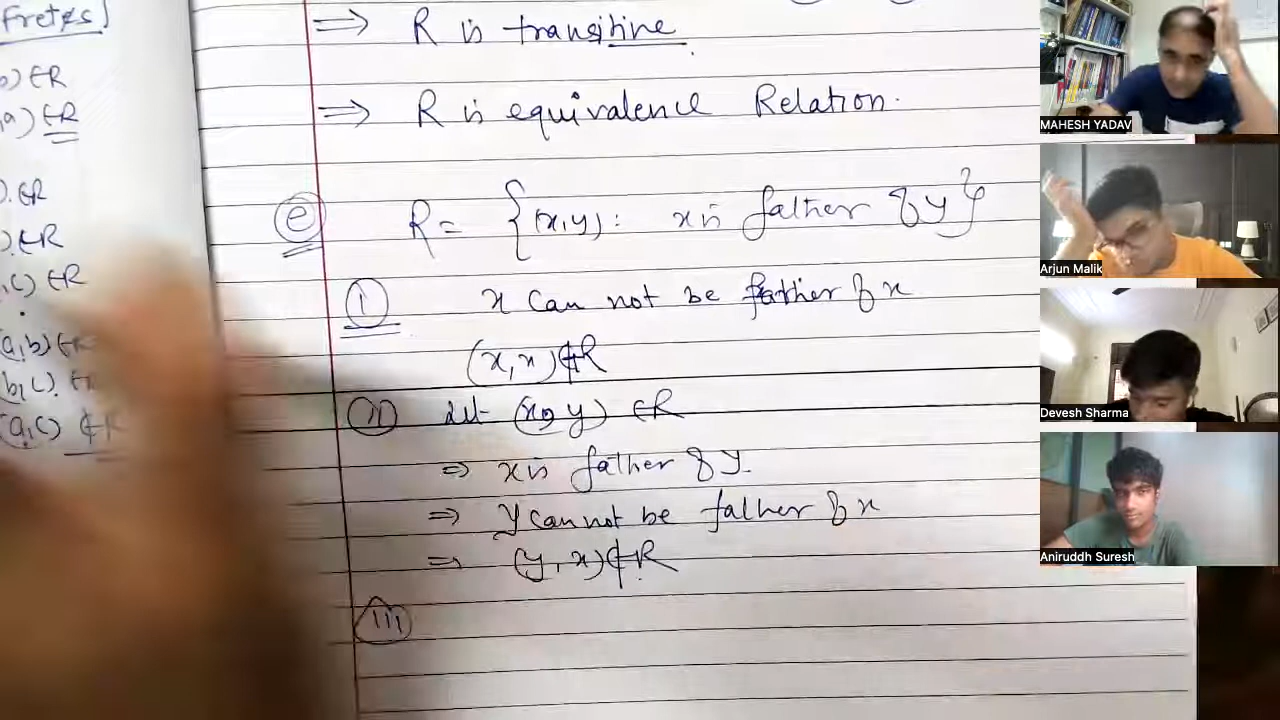 ⇒ R is transitive.
⇒ R is equivalence Relation.
(e) R = {(x,y): x is father of y}
(i) x can not be father of x
(x,x)∉R
(ii) let (x,y) ∈R
⇒ x is father of y.
⇒ y can not be father of x
⇒ (y,x)∉R
(iii)
)∈R
,a) ∈R
).∈R
).∈R
,c) ∈R
(a,b) ∈R
(b,c)
(a,c) ∉R
MAHESH YADAV
Arjun Malik
Devesh Sharma
Aniruddh Suresh